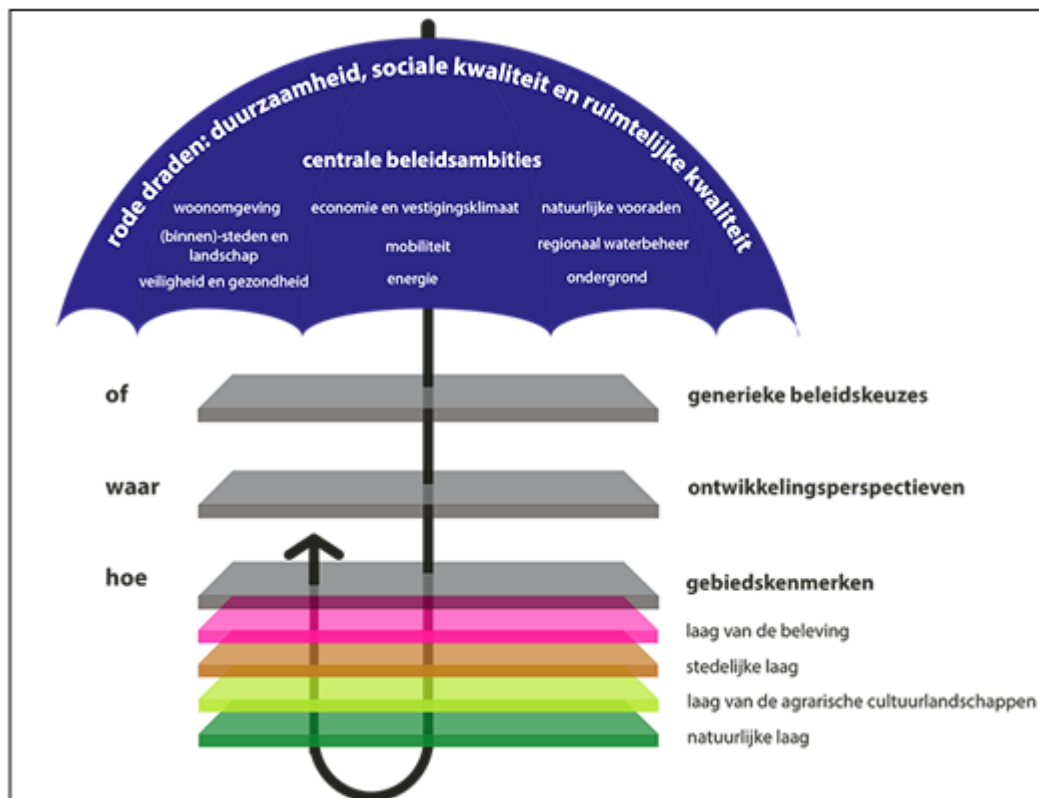 rode draden: duurzaamheid, sociale kwaliteit en ruimtelijke kwaliteit
centrale beleidsambities
woonomgeving
(binnen)-steden en
landschap
veiligheid en gezondheid
economie en vestigingsklimaat
mobiliteit
energie
natuurlijke vooraden
regionaal waterbeheer
ondergrond
of
generieke beleidskeuzes
waar
ontwikkelingsperspectieven
hoe
gebiedskenmerken
laag van de beleving
stedelijke laag
laag van de agrarische cultuurlandschappen
natuurlijke laag